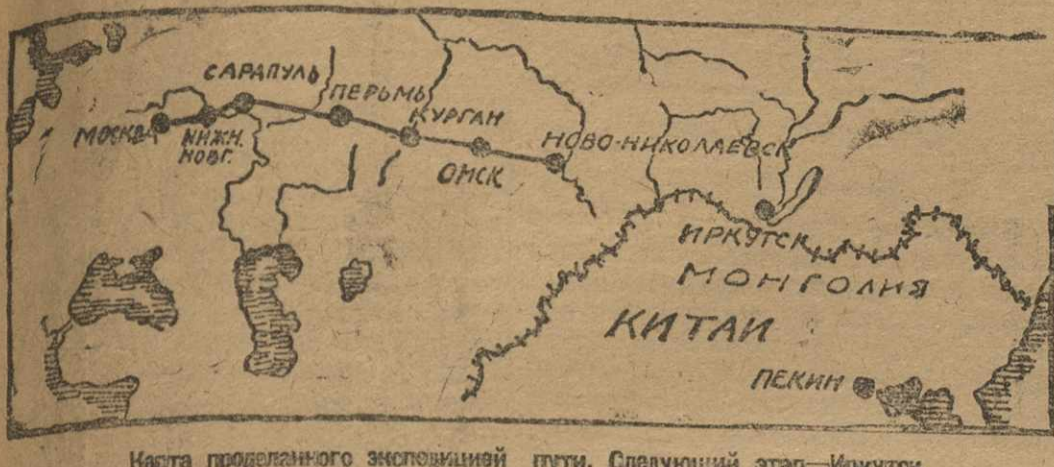 САРАПУЛЬ
ПЕРЬМЬ
КУРГАН
МОСКВА
НИЖН.
НОВГ.
НОВО-НИКОЛАЕВСК
ОМСК
ИРКУТСК
МОНГОЛИЯ
КИТАИ
ПЕКИН
Карта проделанного экспедицией пути. Следующий этап—Иркутск